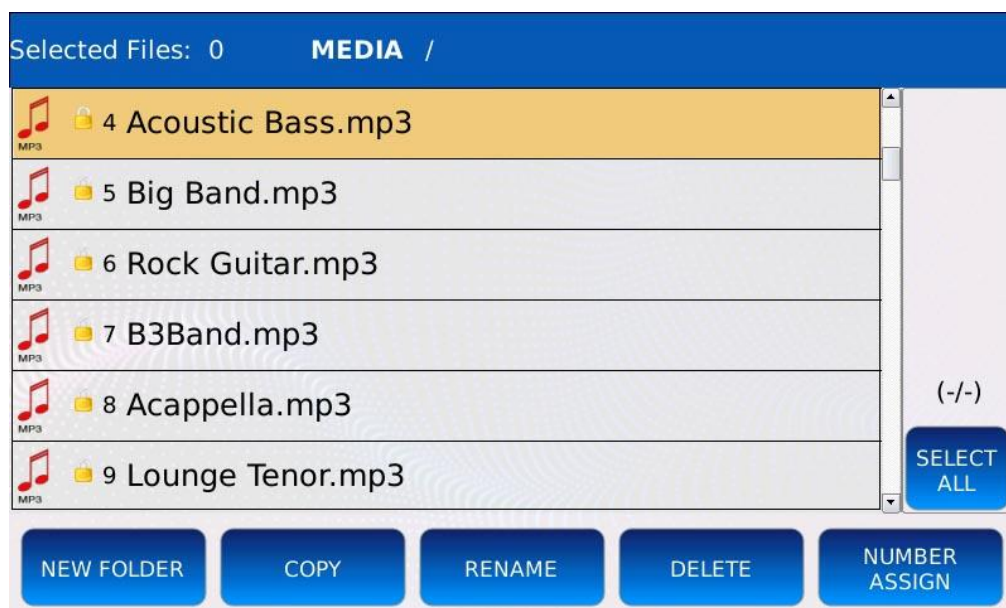 Selected Files: 0 MEDIA /
MP3 4 Acoustic Bass.mp3
MP3 5 Big Band.mp3
MP3 6 Rock Guitar.mp3
MP3 7 B3Band.mp3
MP3 8 Acappella.mp3
MP3 9 Lounge Tenor.mp3
(-/-)
SELECT
ALL
NEW FOLDER COPY RENAME DELETE NUMBER
ASSIGN